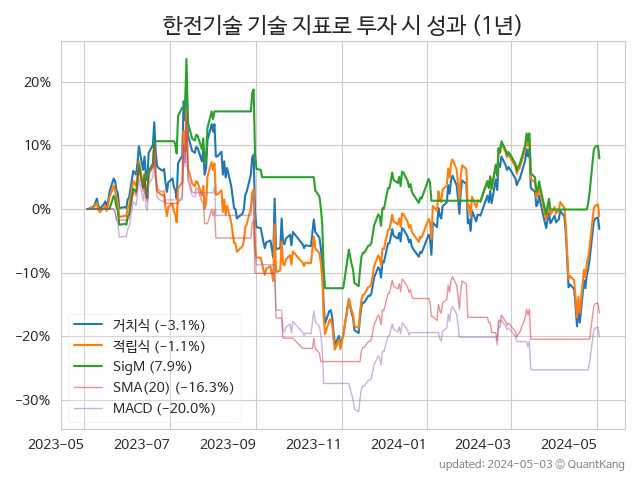 한전기술 기술 지표로 투자 시 성과 (1년)
20%
10%
0%
−10%
−20%
−30%
거치식 (−3.1%)
적립식 (−1.1%)
SigM (7.9%)
SMA(20) (−16.3%)
MACD (−20.0%)
2023-05 2023-07 2023-09 2023-11 2024-01 2024-03 2024-05
updated: 2024-05-03 ⓒ QuantKang